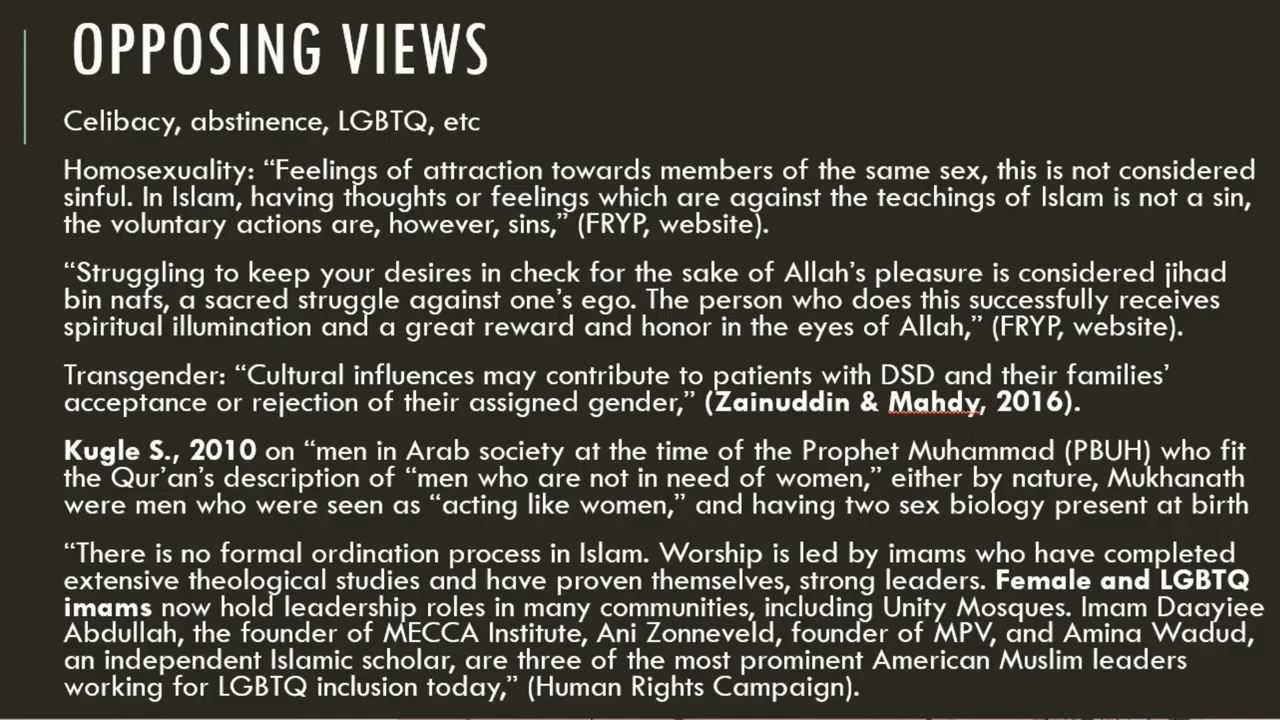 OPPOSING VIEWS
Celibacy, abstinence, LGBTQ, etc
Homosexuality: “Feelings of attraction towards members of the same sex, this is not considered
sinful. In Islam, having thoughts or feelings which are against the teachings of Islam is not a sin,
the voluntary actions are, however, sins,” (FRYP, website).
“Struggling to keep your desires in check for the sake of Allah’s pleasure is considered jihad
bin nafs, a sacred struggle against one’s ego. The person who does this successfully receives
spiritual illumination and a great reward and honor in the eyes of Allah,” (FRYP, website).
Transgender: “Cultural influences may contribute to patients with DSD and their families’
acceptance or rejection of their assigned gender,” (Zainuddin & Mahdy, 2016).
Kugle S., 2010 on “men in Arab society at the time of the Prophet Muhammad (PBUH) who fit
the Qur’an’s description of “men who are not in need of women,” either by nature, Mukhanath
were men who were seen as “acting like women,” and having two sex biology present at birth
“There is no formal ordination process in Islam. Worship is led by imams who have completed
extensive theological studies and have proven themselves, strong leaders. Female and LGBTQ
imams now hold leadership roles in many communities, including Unity Mosques. Imam Daayiee
Abdullah, the founder of MECCA Institute, Ani Zonneveld, founder of MPV, and Amina Wadud,
an independent Islamic scholar, are three of the most prominent American Muslim leaders
working for LGBTQ inclusion today,” (Human Rights Campaign).